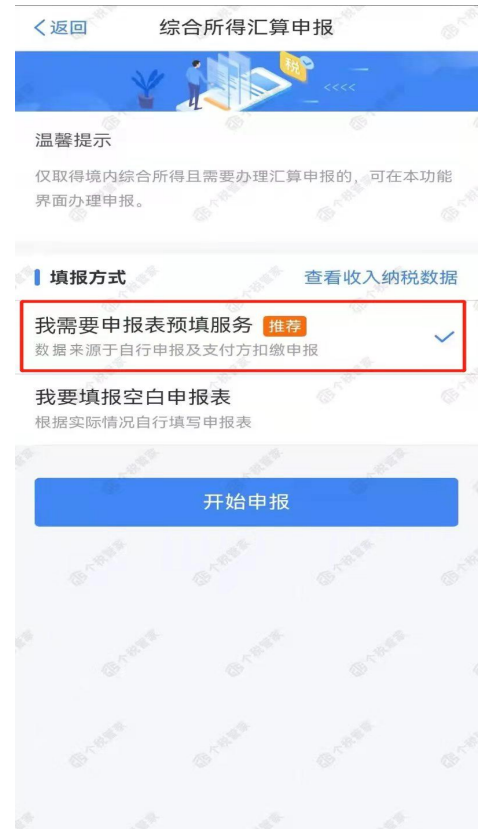 返回 综合所得汇算申报
税
<<<<
温馨提示
仅取得境内综合所得且需要办理汇算申报的，可在本功能
界面办理申报。
填报方式 查看收入纳税数据
我需要申报表预填服务 推荐
数据来源于自行申报及支付方扣缴申报
我要填报空白申报表
根据实际情况自行填写申报表
开始申报
个税管家